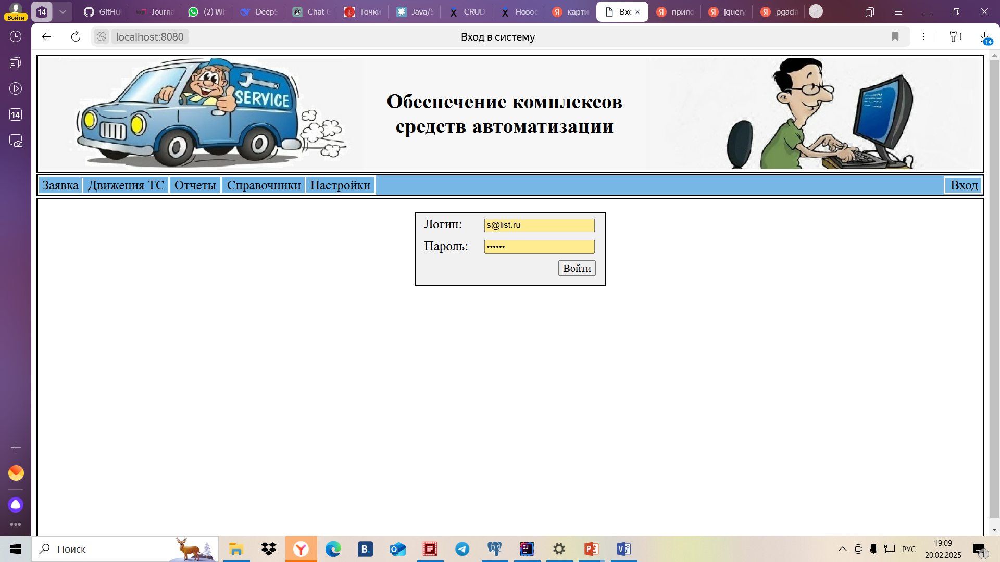 14
GitHu
Journa
(2) Wh
DeepS
Chat G
Точки
Java/S
CRUD
Новое
карти
Вхс
прило
jquery
pgadn
Войти
localhost:8080
Вход в систему
14
14
SERVICE
Обеспечение комплексов
средств автоматизации
Заявка Движения ТС Отчеты Справочники Настройки Вход
Логин: s@list.ru
Пароль: ••••••
Войти
Поиск
РУС
19:09
20.02.2025
1